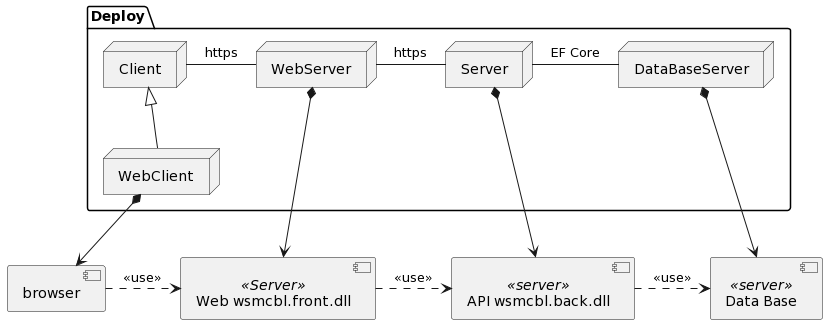 Deploy
https
https
EF Core
Client
WebServer
Server
DataBaseServer
WebClient
browser
«use»
«Server»
Web wsmcbl.front.dll
«use»
«server»
API wsmcbl.back.dll
«use»
«server»
Data Base